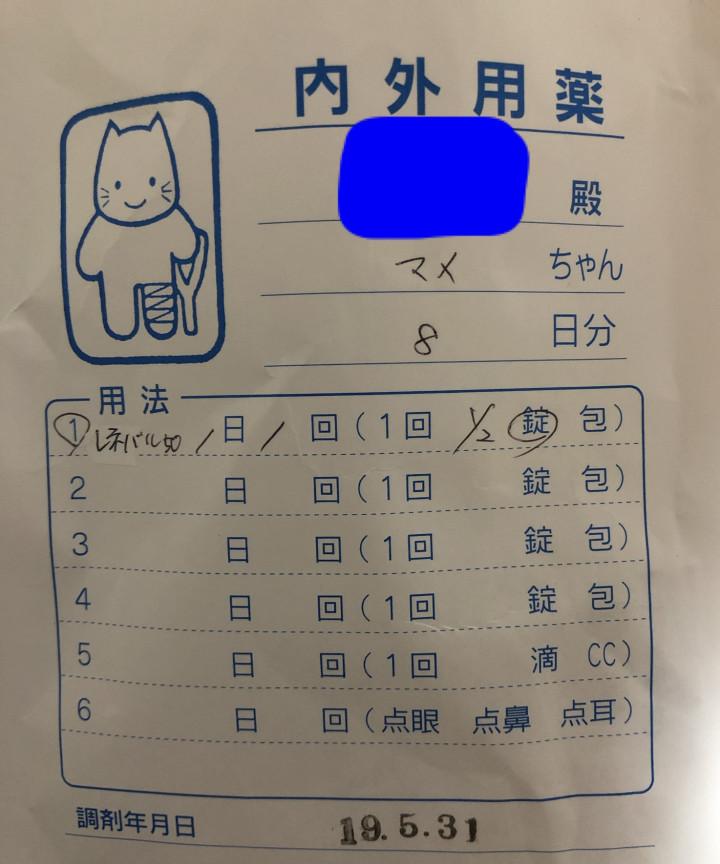 内外用薬
殿
マメ ちゃん
8 日分
用法
1 レネバル50 1日 1回(1回 1/2 錠 包)
2 日 回(1回 錠 包)
3 日 回(1回 錠 包)
4 日 回(1回 錠 包)
5 日 回(1回 滴 CC)
6 日 回(点眼 点鼻 点耳)
調剤年月日 19.5.31